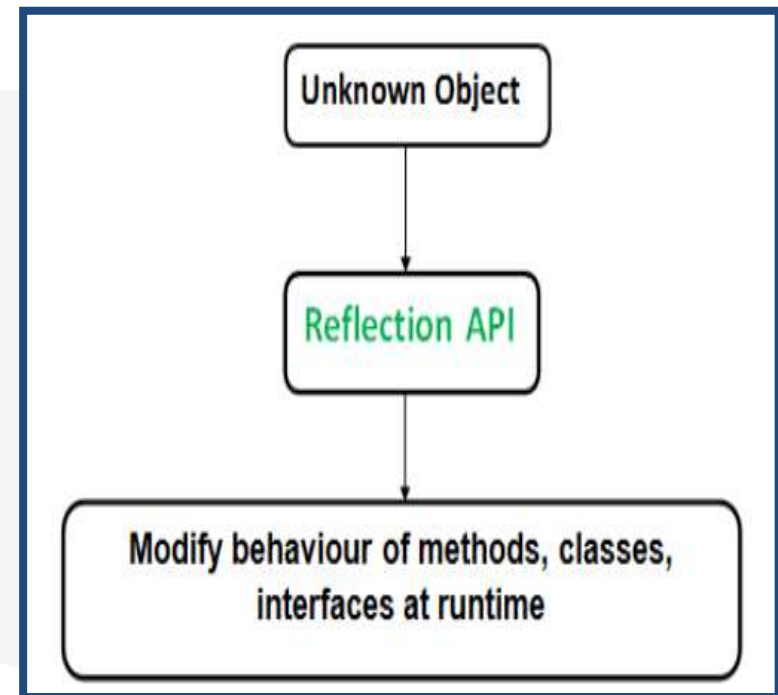 Unknown Object
Reflection API
Modify behaviour of methods, classes,
interfaces at runtime